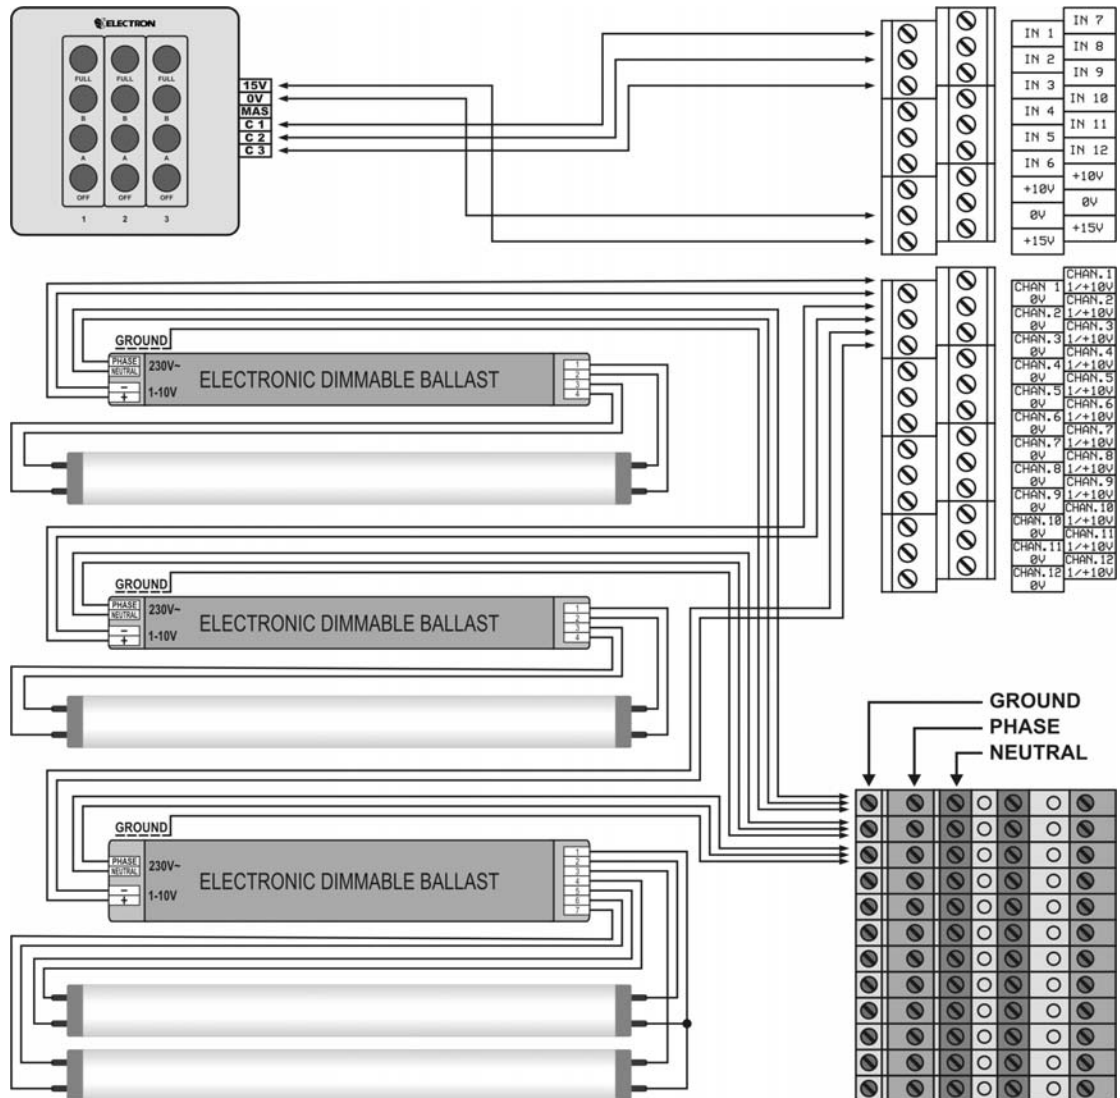 ELECTRON
FULL FULL FULL
B B B
A A A
OFF OFF OFF
1 2 3
15V
0V
MAS
C 1
C 2
C 3
IN 1
IN 2
IN 3
IN 4
IN 5
IN 6
+10V
0V
+15V
IN 7
IN 8
IN 9
IN 10
IN 11
IN 12
+10V
0V
+15V
CHAN 1
0V
CHAN.2
0V
CHAN.3
0V
CHAN.4
0V
CHAN.5
0V
CHAN.6
0V
CHAN.7
0V
CHAN.8
0V
CHAN.9
0V
CHAN.10
0V
CHAN.11
0V
CHAN.12
0V
CHAN.1
1/+10V
CHAN.2
1/+10V
CHAN.3
1/+10V
CHAN.4
1/+10V
CHAN.5
1/+10V
CHAN.6
1/+10V
CHAN.7
1/+10V
CHAN.8
1/+10V
CHAN.9
1/+10V
CHAN.10
1/+10V
CHAN.11
1/+10V
CHAN.12
1/+10V
GROUND
PHASE
NEUTRAL
230V~
− 
+
1-10V
ELECTRONIC DIMMABLE BALLAST
1
2
3
4
GROUND
PHASE
NEUTRAL
230V~
−
+
1-10V
ELECTRONIC DIMMABLE BALLAST
1
2
3
4
GROUND
PHASE
NEUTRAL
GROUND
PHASE
NEUTRAL
230V~
−
+
1-10V
ELECTRONIC DIMMABLE BALLAST
1
2
3
4
5
6
7